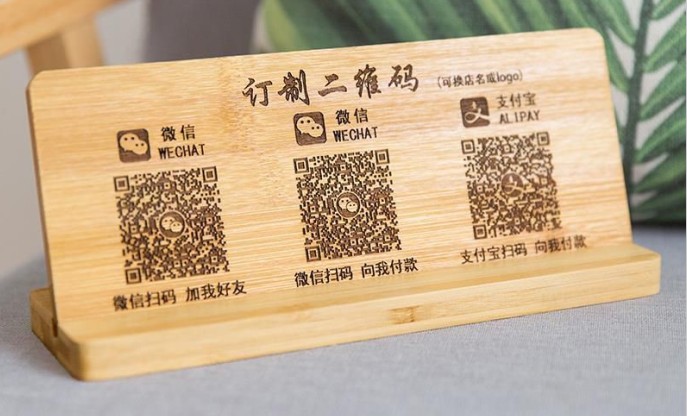 订制二维码 (可换店名或logo)
微信
WECHAT
微信扫码 加我好友
微信
WECHAT
微信扫码 向我付款
支付宝
ALIPAY
支付宝扫码 向我付款